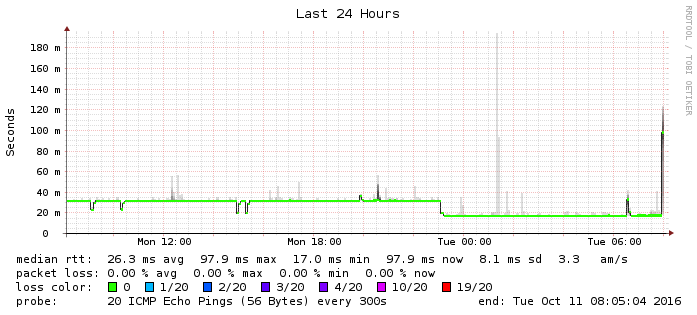 Last 24 Hours
RRDTOOL / TOBI OETIKER
Seconds
180 m
160 m
140 m
120 m
100 m
80 m
60 m
40 m
20 m
0
Mon 12:00 Mon 18:00 Tue 00:00 Tue 06:00
median rtt: 26.3 ms avg 97.9 ms max 17.0 ms min 97.9 ms now 8.1 ms sd 3.3 am/s
packet loss: 0.00 % avg 0.00 % max 0.00 % min 0.00 % now
loss color: 0 1/20 2/20 3/20 4/20 10/20 19/20
probe: 20 ICMP Echo Pings (56 Bytes) every 300s end: Tue Oct 11 08:05:04 2016